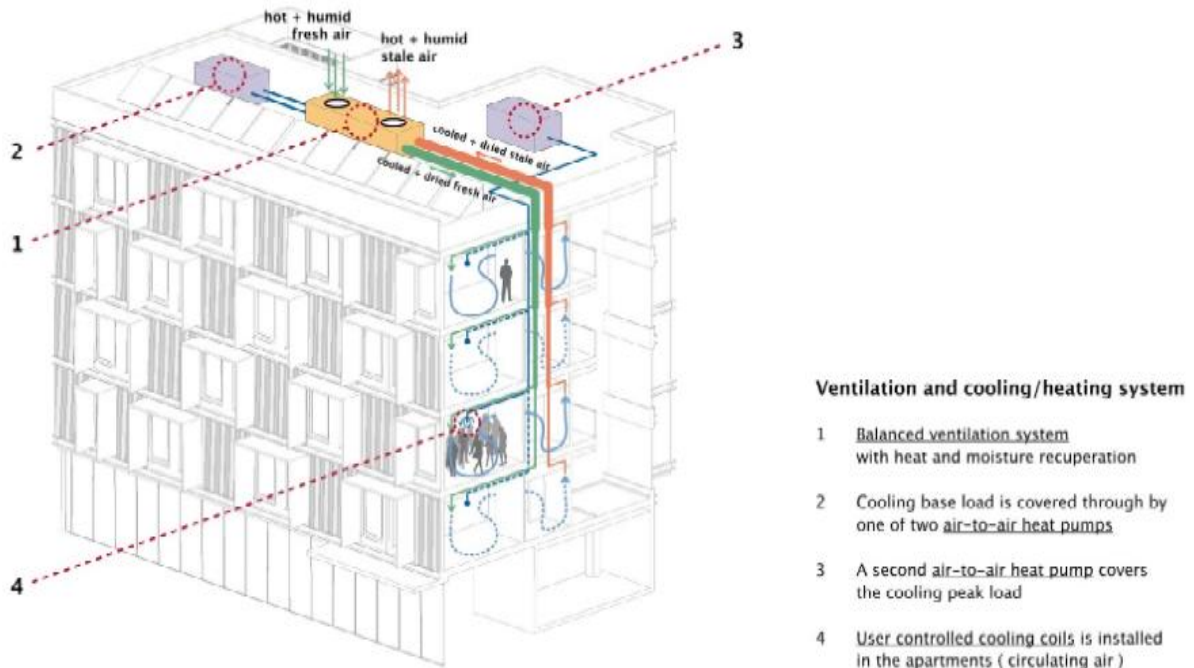 hot + humid
fresh air
hot + humid
stale air
3
2
cooled + dried stale air
cooled + dried fresh air
1
4
Ventilation and cooling/heating system
1 Balanced ventilation system
with heat and moisture recuperation
2 Cooling base load is covered through by
one of two air-to-air heat pumps
3 A second air-to-air heat pump covers
the cooling peak load
4 User controlled cooling coils is installed
in the apartments ( circulating air )